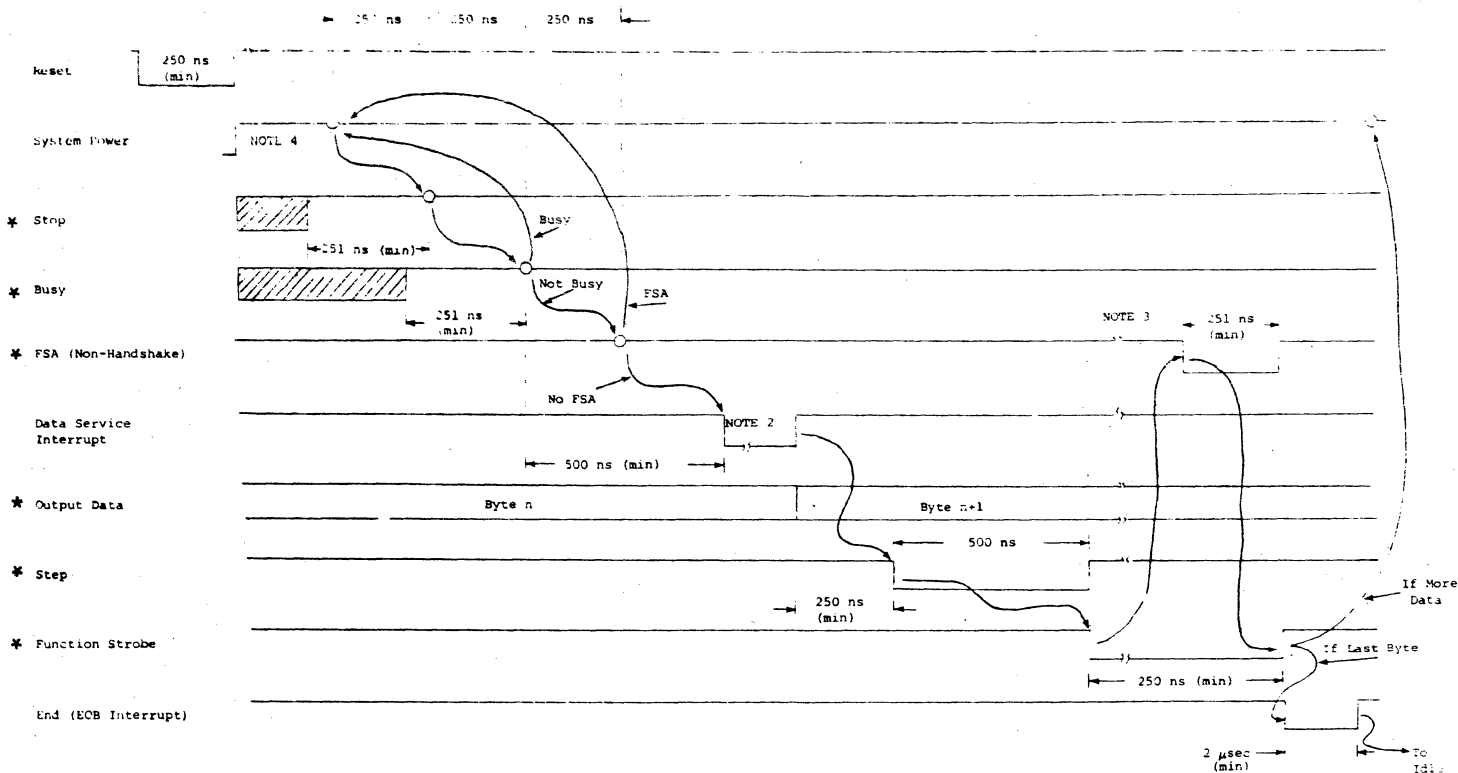 250 ns 250 ns
Reset
250 ns
(min)
System Power
NOTE 4
* Stop
251 ns (min)
Busy
* Busy
Not Busy
251 ns
(min)
FSA
NOTE 3
251 ns
(min)
* FSA (Non-Handshake)
No FSA
Data Service
Interrupt
NOTE 2
500 ns (min)
* Output Data
Byte n
Byte n+1
500 ns
* Step
250 ns
(min)
If More
Data
* Function Strobe
If Last Byte
250 ns (min)
End (ECB Interrupt)
2 μsec
(min)
To
Idle